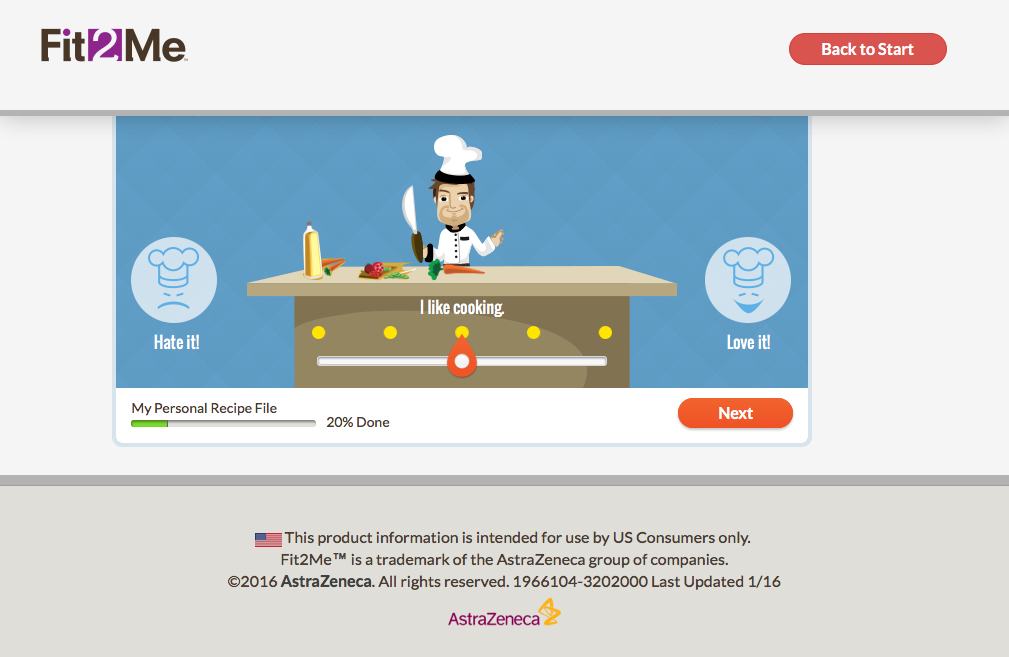 Fit2Me
Back to Start
I like cooking.
Hate it!
Love it!
My Personal Recipe File
20% Done
Next
This product information is intended for use by US Consumers only.
Fit2Me™ is a trademark of the AstraZeneca group of companies.
©2016 AstraZeneca. All rights reserved. 1966104-3202000 Last Updated 1/16
AstraZeneca